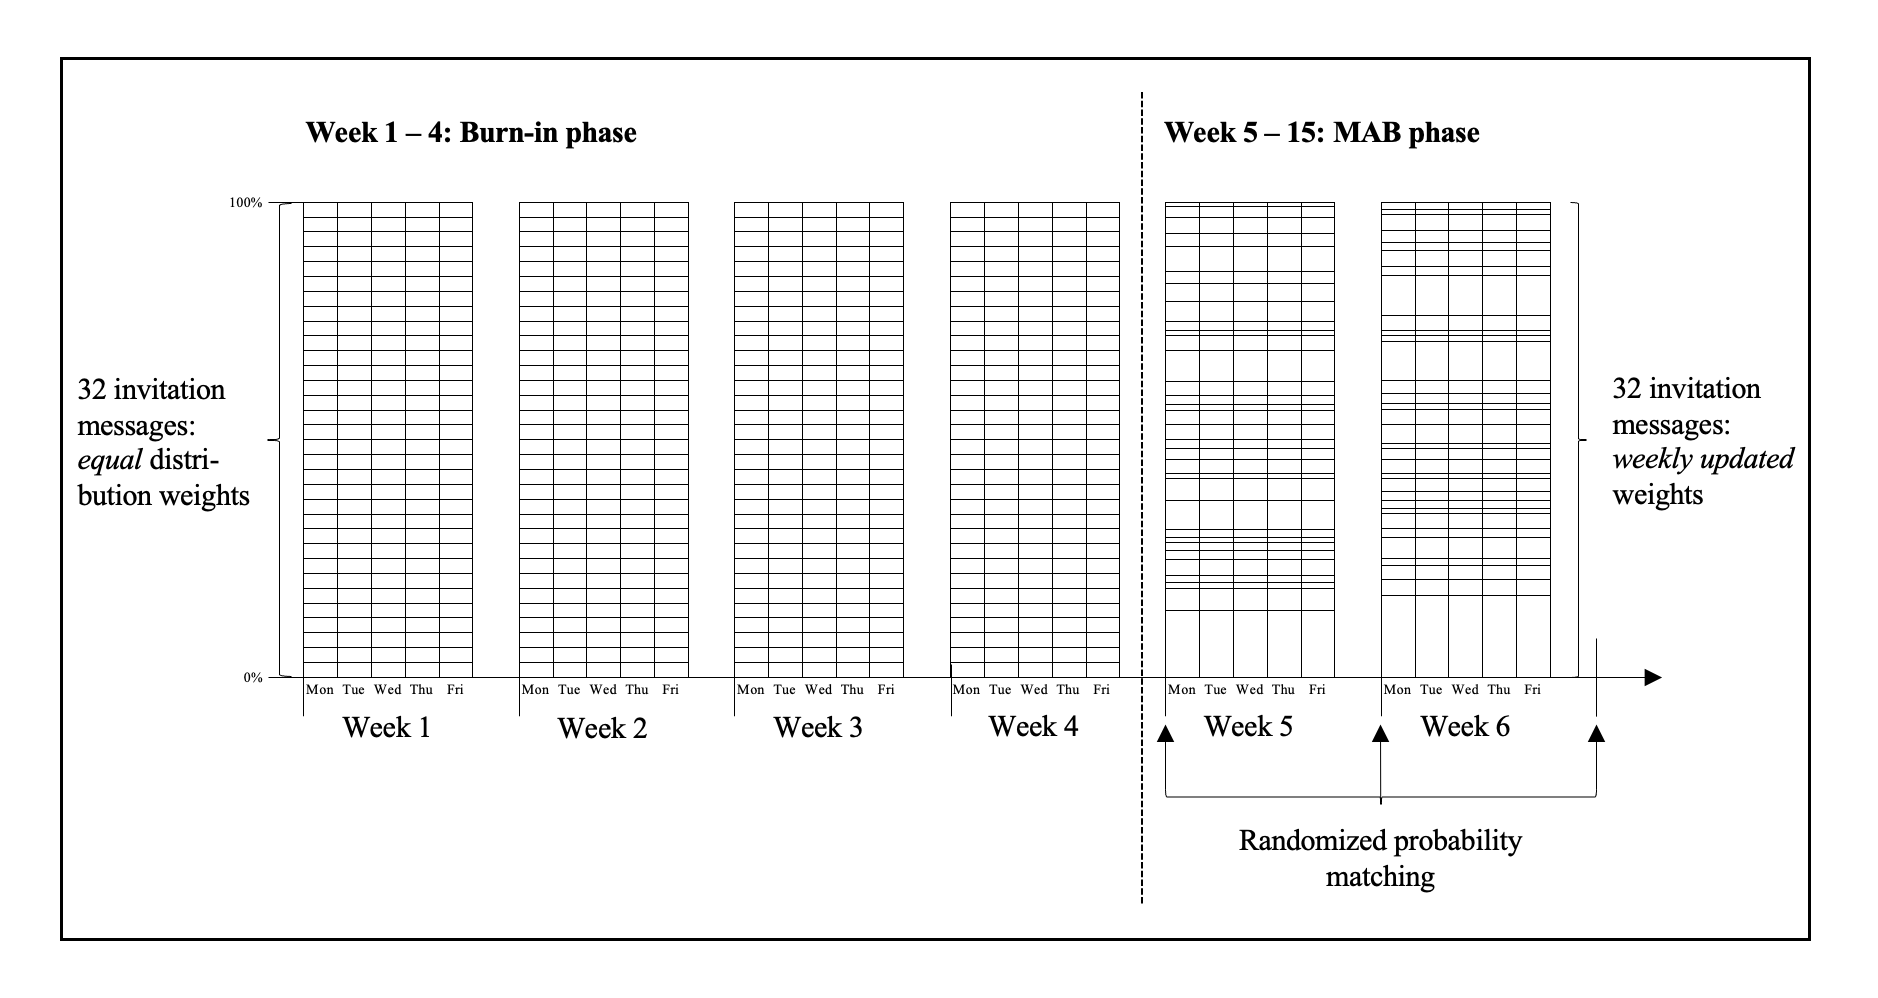 Week 1 – 4: Burn-in phase
Week 5 – 15: MAB phase
100%
32 invitation
messages:
equal distri-
bution weights
32 invitation
messages:
weekly updated
weights
0%
Mon Tue Wed Thu Fri
Mon Tue Wed Thu Fri
Mon Tue Wed Thu Fri
Mon Tue Wed Thu Fri
Mon Tue Wed Thu Fri
Mon Tue Wed Thu Fri
Week 1
Week 2
Week 3
Week 4
Week 5
Week 6
Randomized probability
matching